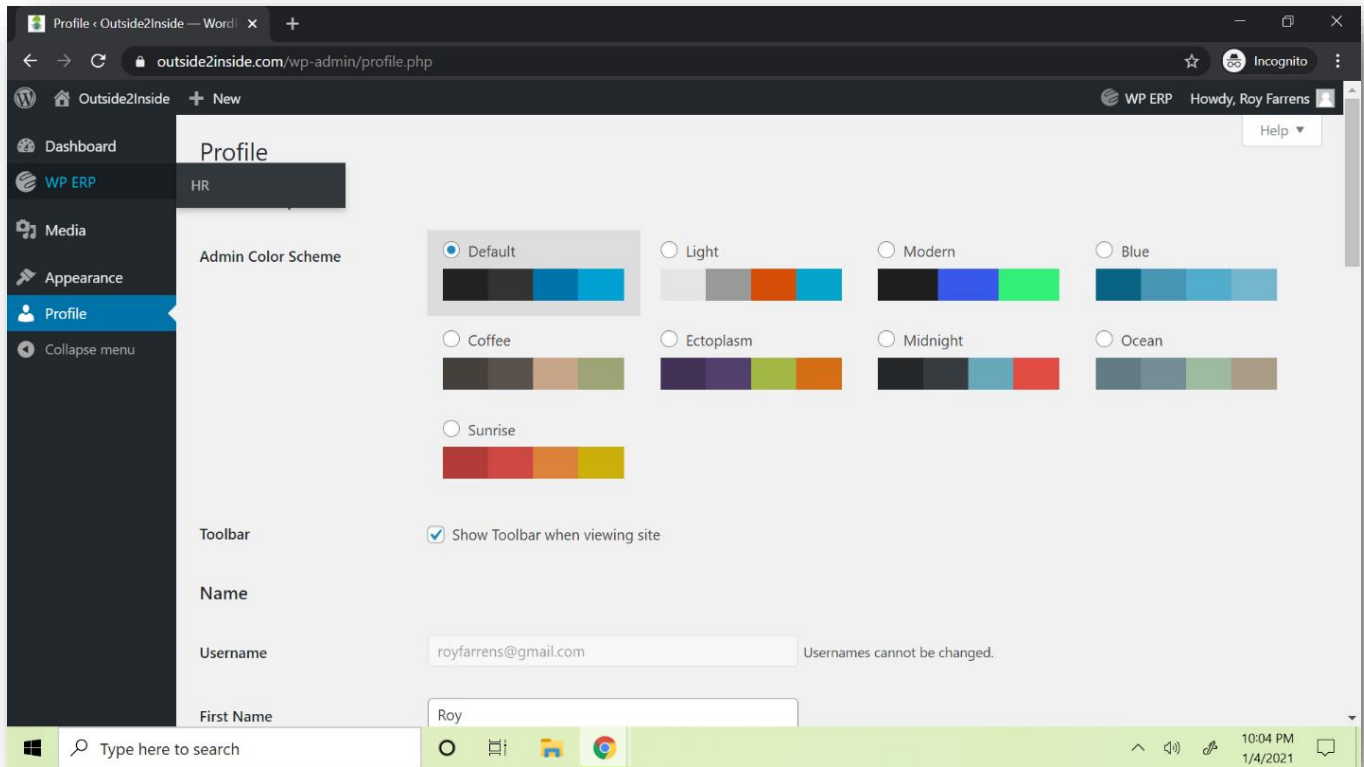 Profile ‹ Outside2Inside — Word
outside2inside.com/wp-admin/profile.php
Incognito
Outside2Inside
New
WP ERP
Howdy, Roy Farrens
Help
Dashboard
WP ERP
HR
Media
Appearance
Profile
Collapse menu
Profile
Admin Color Scheme
Default
Light
Modern
Blue
Coffee
Ectoplasm
Midnight
Ocean
Sunrise
Toolbar
Show Toolbar when viewing site
Name
Username
royfarrens@gmail.com
Usernames cannot be changed.
First Name
Roy
Type here to search
10:04 PM
1/4/2021